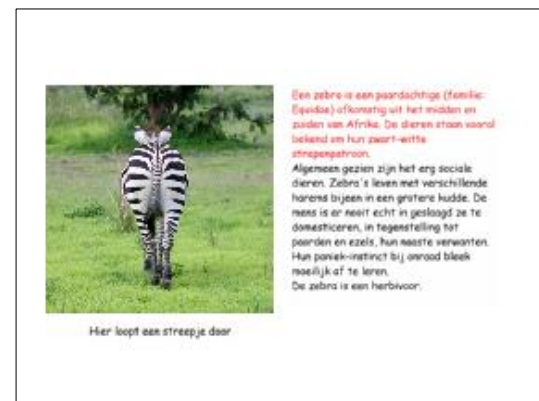 Een zebra is een paardachtige (familie:
Equidae) afkomstig uit het midden en
zuiden van Afrika. De dieren staan vooral
bekend om hun zwart-witte
strepenpatroon.
Algemeen gezien zijn het erg sociale
dieren. Zebra's leven met verschillende
harems bijeen in een grotere kudde. De
mens is er nooit echt in geslaagd ze te
domesticeren, in tegenstelling tot
paarden en ezels, hun naaste verwanten.
Hun paniek-instinct bij onraad bleek
moeilijk af te leren.
De zebra is een herbivoor.
Hier loopt een streepje door